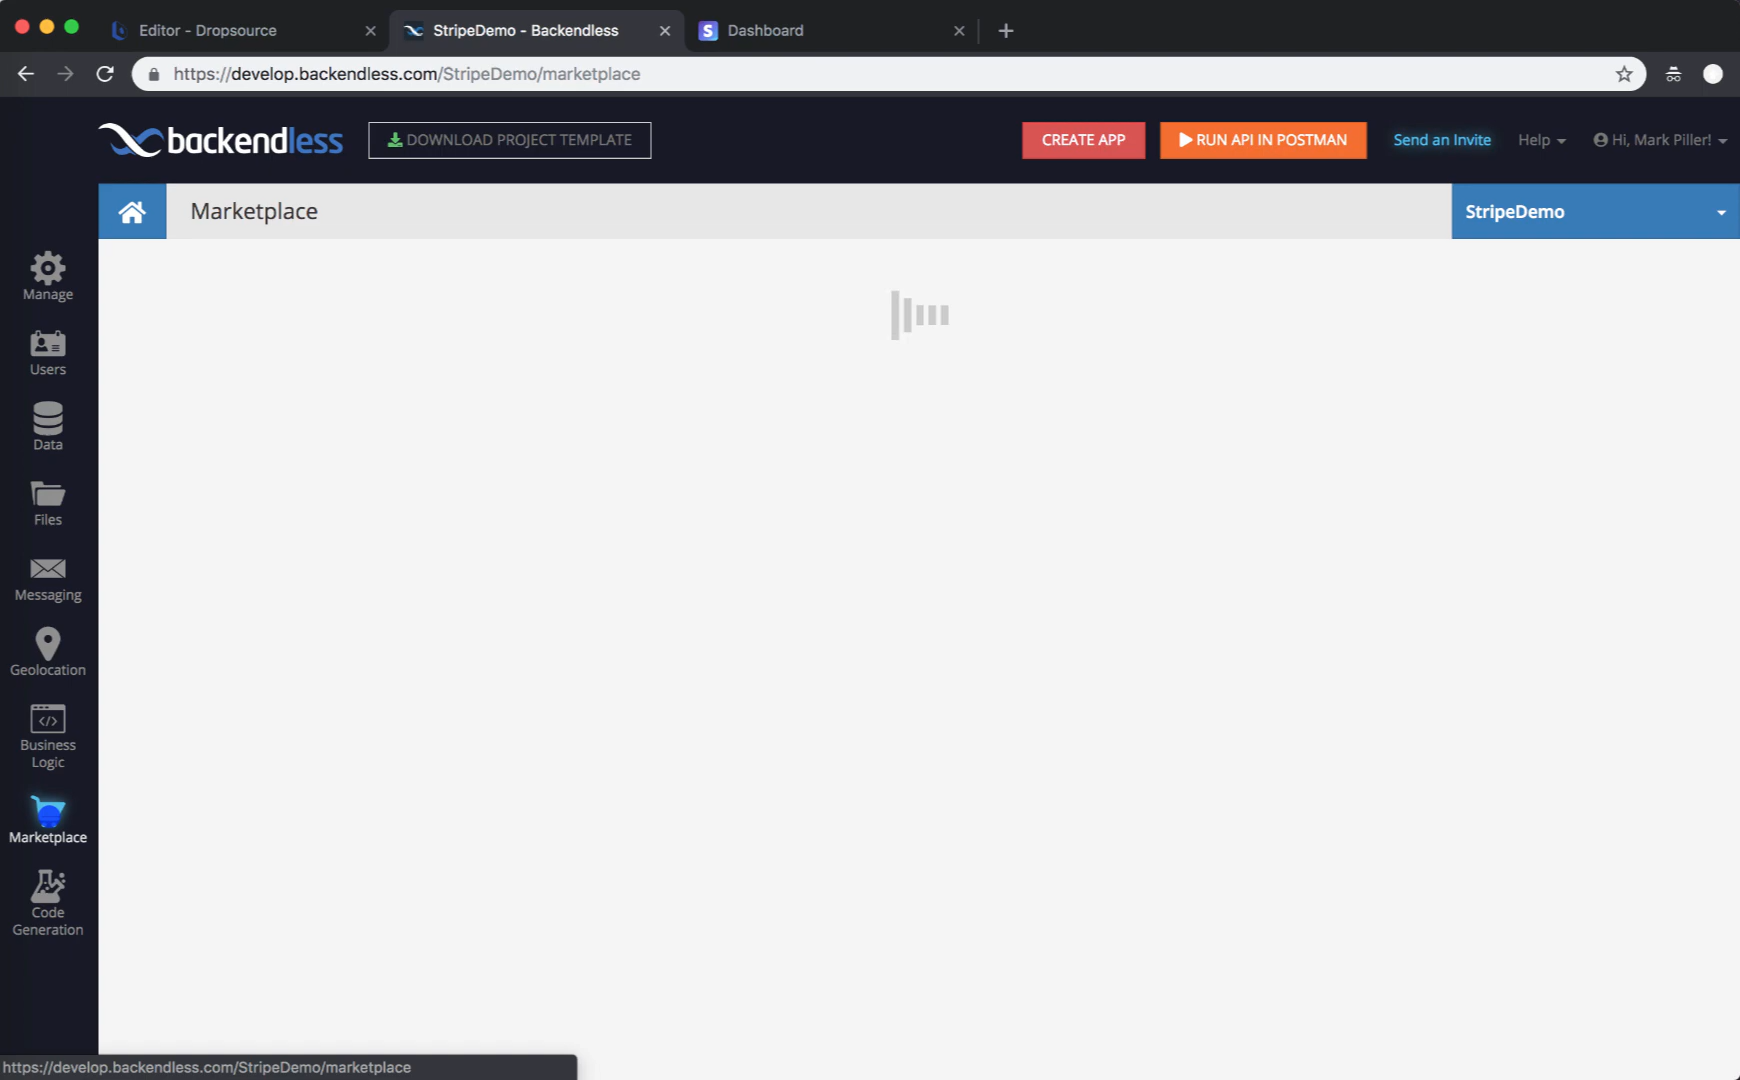 Editor - Dropsource
StripeDemo - Backendless
Dashboard
https://develop.backendless.com/StripeDemo/marketplace
backendless
DOWNLOAD PROJECT TEMPLATE
CREATE APP
RUN API IN POSTMAN
Send an Invite
Help
Hi, Mark Piller!
Marketplace
StripeDemo
Manage
Users
Data
Files
Messaging
Geolocation
Business
Logic
Marketplace
Code
Generation
https://develop.backendless.com/StripeDemo/marketplace